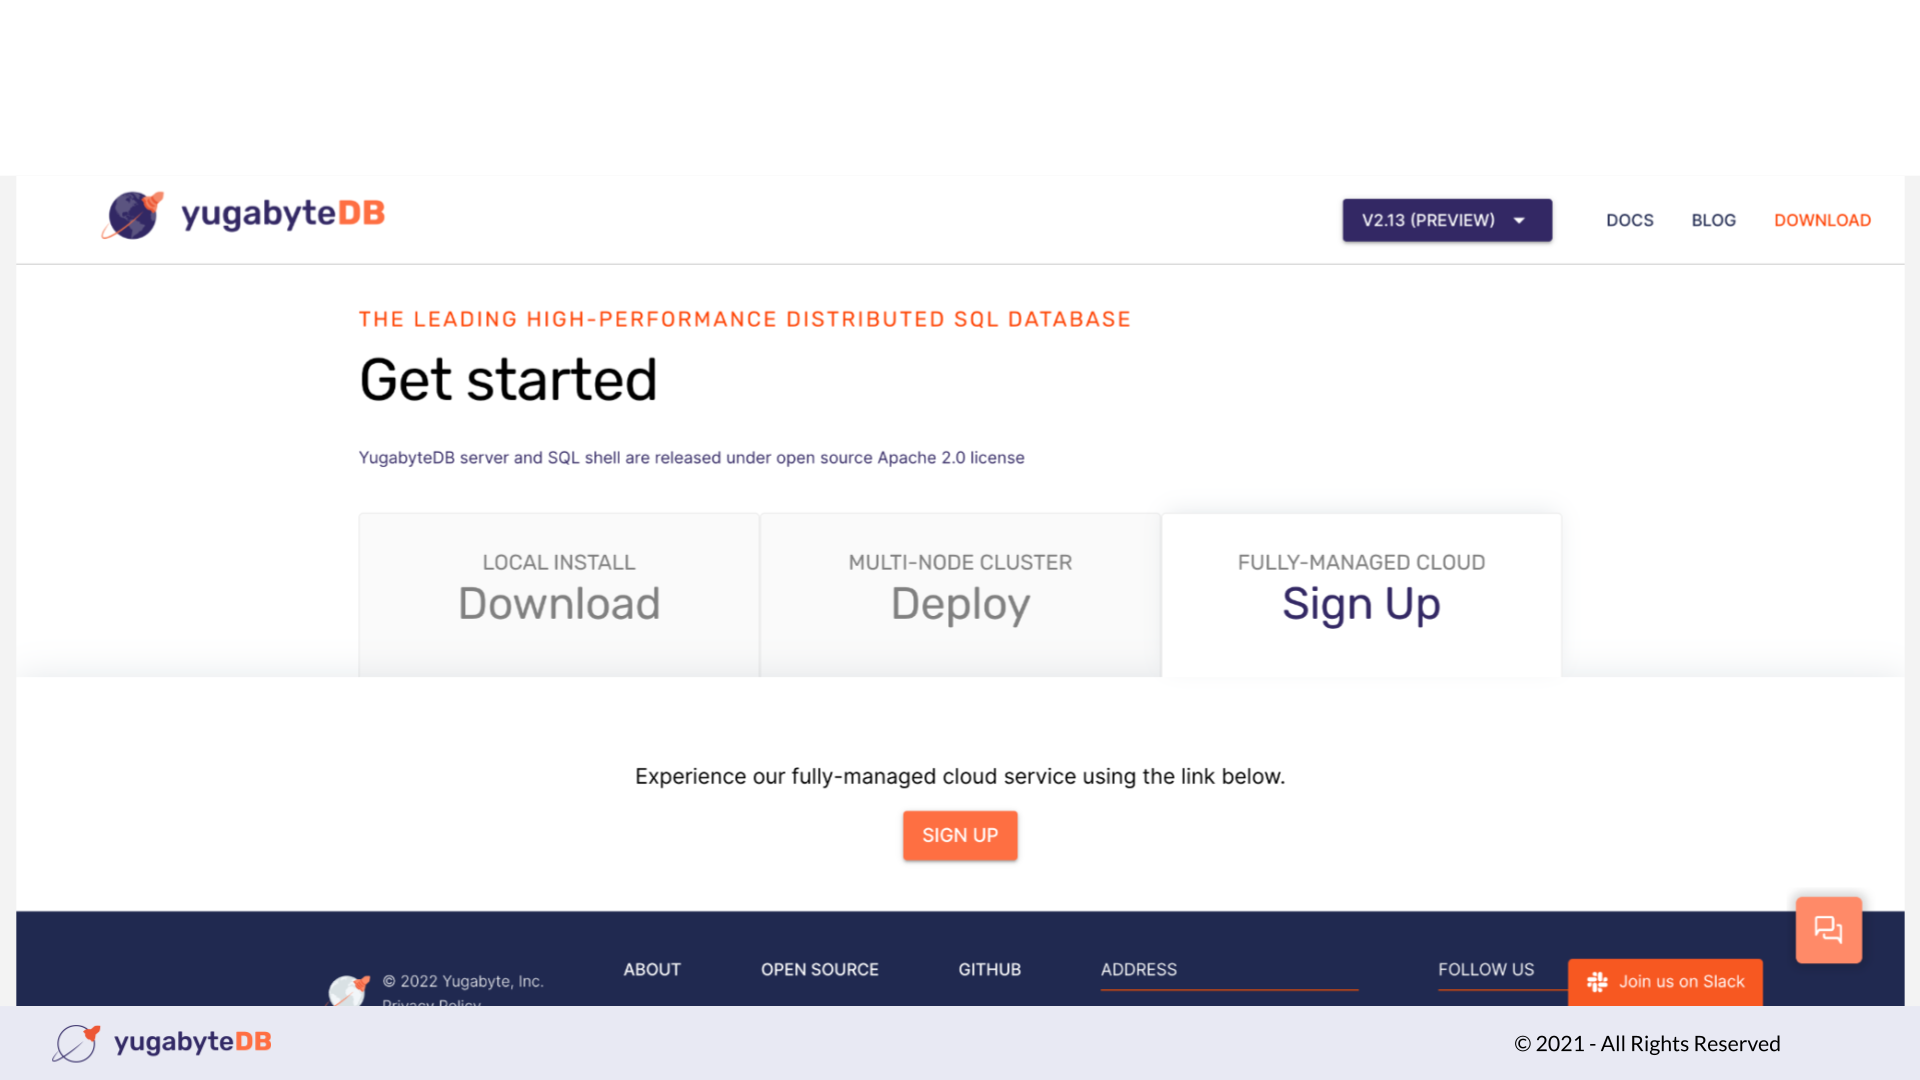 yugabyteDB
V2.13 (PREVIEW)
DOCS
BLOG
DOWNLOAD
THE LEADING HIGH-PERFORMANCE DISTRIBUTED SQL DATABASE
Get started
YugabyteDB server and SQL shell are released under open source Apache 2.0 license
LOCAL INSTALL
Download
MULTI-NODE CLUSTER
Deploy
FULLY-MANAGED CLOUD
Sign Up
Experience our fully-managed cloud service using the link below.
SIGN UP
© 2022 Yugabyte, Inc.
Privacy Policy
ABOUT
OPEN SOURCE
GITHUB
ADDRESS
FOLLOW US
Join us on Slack
yugabyteDB
© 2021 - All Rights Reserved